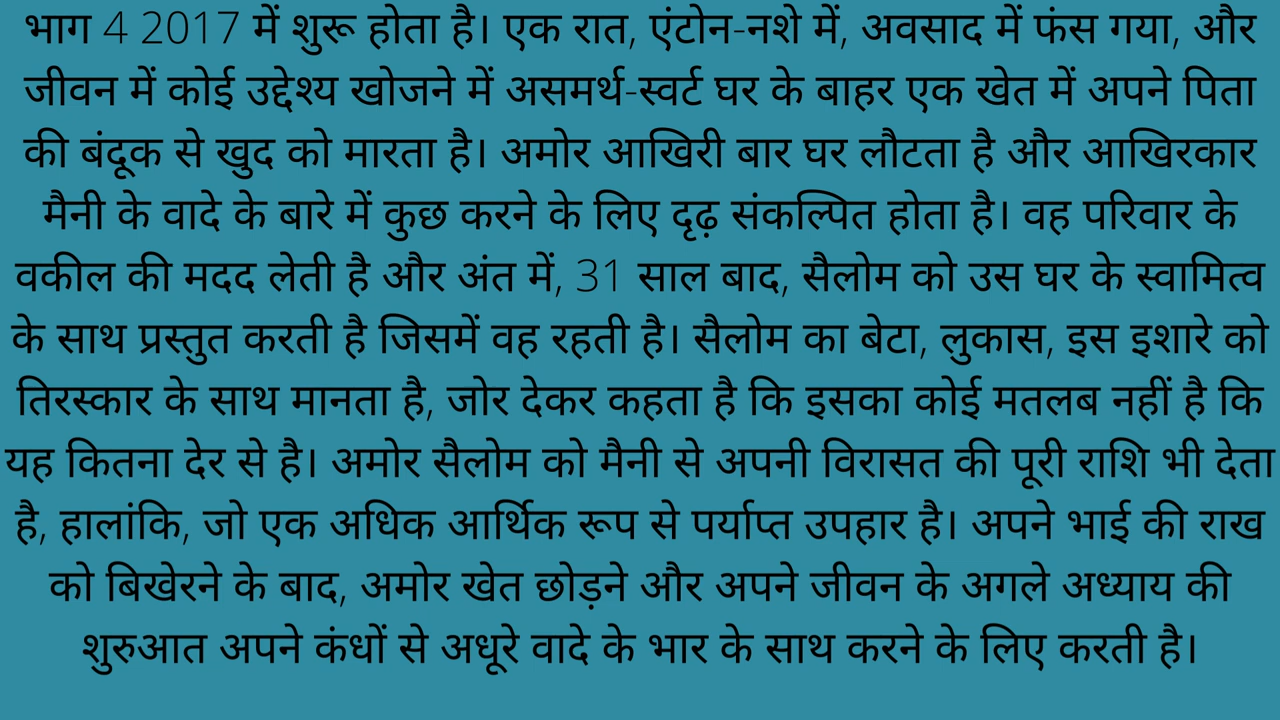 भाग 4 2017 में शुरू होता है। एक रात, एंटोन-नशे में, अवसाद में फंस गया, और
जीवन में कोई उद्देश्य खोजने में असमर्थ-स्वर्ट घर के बाहर एक खेत में अपने पिता
की बंदूक से खुद को मारता है। अमोर आखिरी बार घर लौटता है और आखिरकार
मैनी के वादे के बारे में कुछ करने के लिए दृढ़ संकल्पित होता है। वह परिवार के
वकील की मदद लेती है और अंत में, 31 साल बाद, सैलोम को उस घर के स्वामित्व
के साथ प्रस्तुत करती है जिसमें वह रहती है। सैलोम का बेटा, लुकास, इस इशारे को
तिरस्कार के साथ मानता है, जोर देकर कहता है कि इसका कोई मतलब नहीं है कि
यह कितना देर से है। अमोर सैलोम को मैनी से अपनी विरासत की पूरी राशि भी देता
है, हालांकि, जो एक अधिक आर्थिक रूप से पर्याप्त उपहार है। अपने भाई की राख
को बिखेरने के बाद, अमोर खेत छोड़ने और अपने जीवन के अगले अध्याय की
शुरुआत अपने कंधों से अधूरे वादे के भार के साथ करने के लिए करती है।